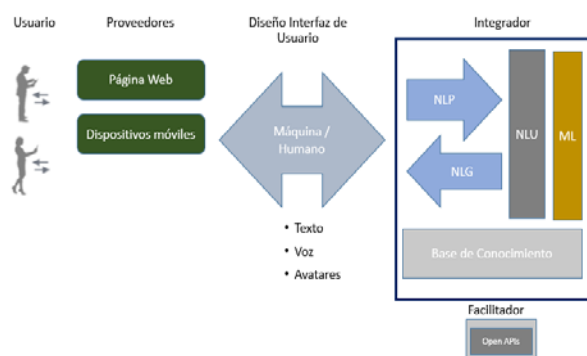 Usuario
Proveedores
Diseño Interfaz de
Usuario
Integrador
Página Web
Dispositivos móviles
Máquina /
Humano
• Texto
• Voz
• Avatares
NLP
NLG
NLU
ML
Base de Conocimiento
Facilitador
Open APIs